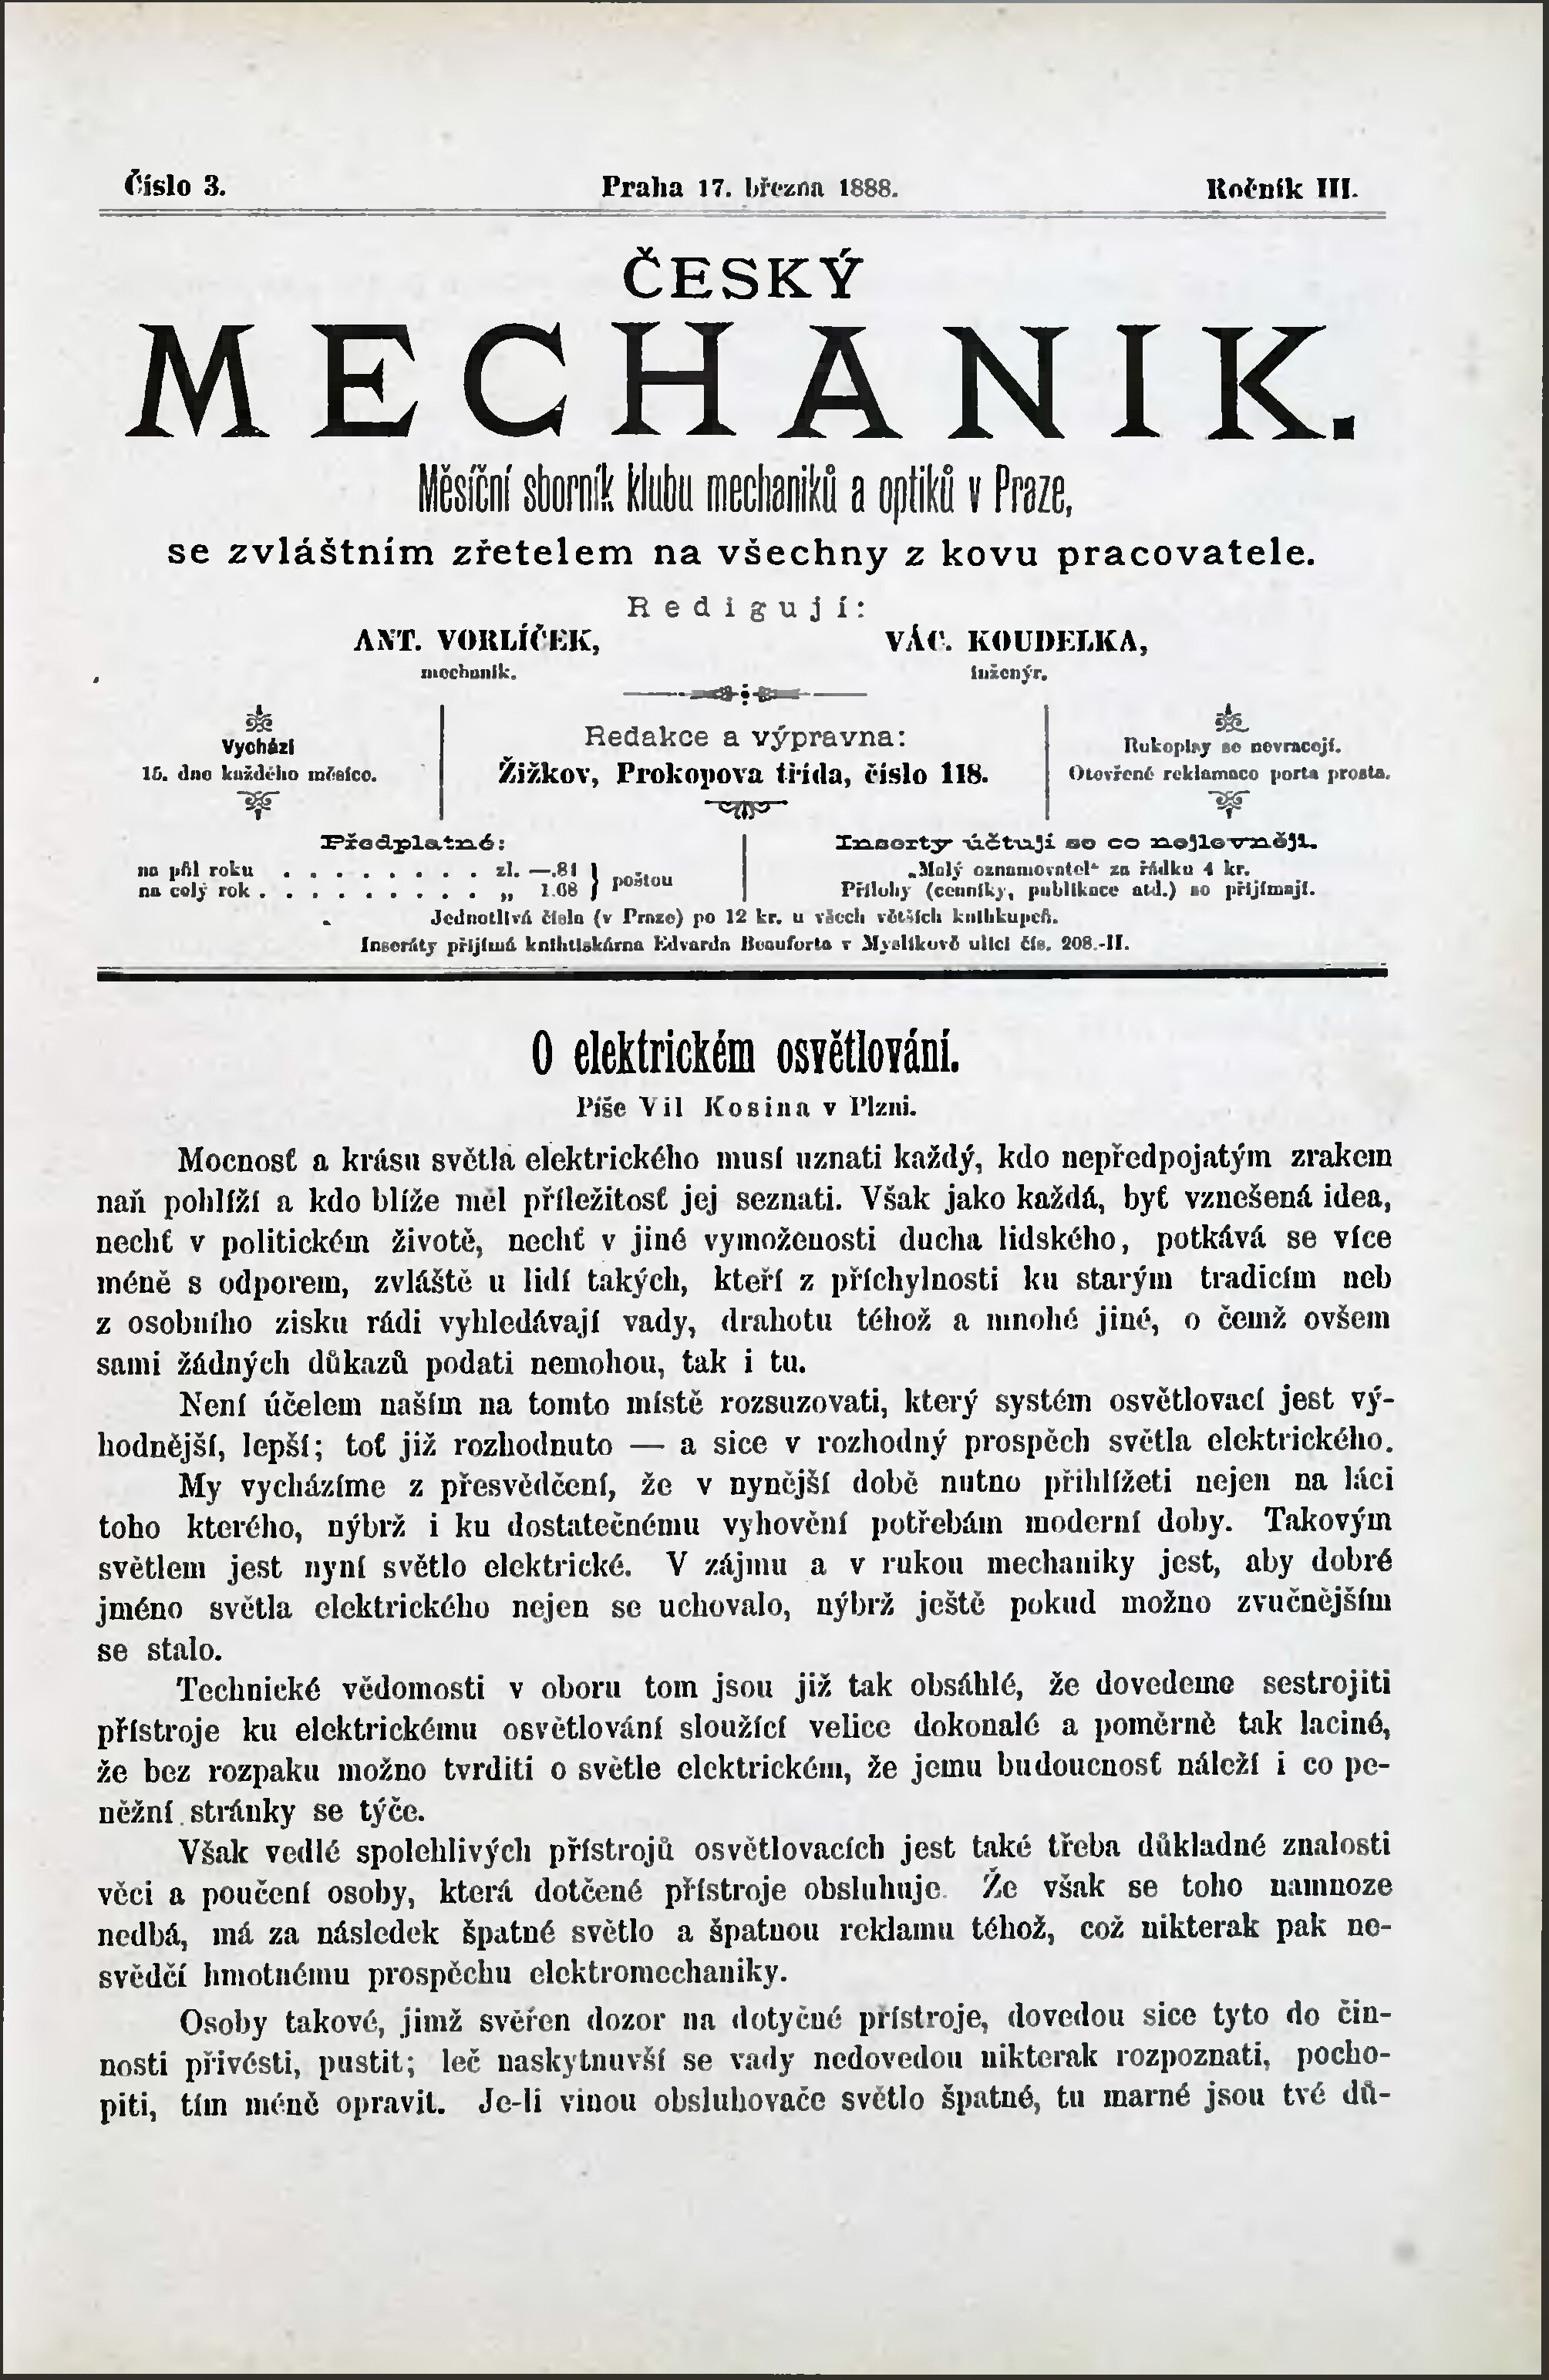 Číslo 3.
Praha 17. března 1888.
Ročník III.
ČESKÝ
MECHANIK.
Měsíční sborník klubu mechaniků a optiků v Praze,
se zvláštním zřetelem na všechny z kovu pracovatele.
Redigují:
ANT. VORLÍČEK,
mechanik.
VÁC. KOUDELKA,
inženýr.
Vychází
15. dne každého měsíce.
Redakce a výpravna:
Žižkov, Prokopova třída, číslo 118.
Rukopisy se nevracejí.
Otevřené reklamace porta prosta.
Předplatné:
na půl roku . . . . . . . . zl. —.84 } poštou
na celý rok . . . . . . . . . „ 1.68
Inserty účtují se co nejlevněji.
„Malý oznamovatel“ za řádku 4 kr.
Přílohy (cenníky, publikace atd.) se přijímají.
Jednotlivá čísla (v Praze) po 12 kr. u všech větších knihkupců.
Inseráty přijímá knihtiskárna Edvarda Beauforta v Myslíkově ulici čís. 208.-II.
O elektrickém osvětlování.
Píše Vil Kosina v Plzni.
Mocnosť a krásu světla elektrického musí uznati každý, kdo nepředpojatým zrakem
naň pohlíží a kdo blíže měl příležitosť jej seznati. Však jako každá, byť vznešená idea,
nechť v politickém životě, nechť v jiné vymoženosti ducha lidského, potkává se více
méně s odporem, zvláště u lidí takých, kteří z příchylnosti ku starým tradicím neb
z osobního zisku rádi vyhledávají vady, drahotu téhož a mnohé jiné, o čemž ovšem
sami žádných důkazů podati nemohou, tak i tu.
Není účelem naším na tomto místě rozsuzovati, který systém osvětlovací jest vý-
hodnější, lepší; toť již rozhodnuto — a sice v rozhodný prospěch světla elektrického.
My vycházíme z přesvědčení, že v nynější době nutno přihlížeti nejen na láci
toho kterého, nýbrž i ku dostatečnému vyhovění potřebám moderní doby. Takovým
světlem jest nyní světlo elektrické. V zájmu a v rukou mechaniky jest, aby dobré
jméno světla elektrického nejen se uchovalo, nýbrž ještě pokud možno zvučnějším
se stalo.
Technické vědomosti v oboru tom jsou již tak obsáhlé, že dovedeme sestrojiti
přístroje ku elektrickému osvětlování sloužící velice dokonalé a poměrně tak laciné,
že bez rozpaku možno tvrditi o světle elektrickém, že jemu budoucnosť náleží i co pe-
něžní stránky se týče.
Však vedlé spolehlivých přístrojů osvětlovacích jest také třeba důkladné znalosti
věci a poučení osoby, která dotčené přístroje obsluhuje. Že však se toho namnoze
nedbá, má za následek špatné světlo a špatnou reklamu téhož, což nikterak pak ne-
svědčí hmotnému prospěchu elektromechaniky.
Osoby takové, jimž svěřen dozor na dotyčné přístroje, dovedou sice tyto do čin-
nosti přivésti, pustit; leč naskytnuvší se vady nedovedou nikterak rozpoznati, pocho-
piti, tím méně opravit. Je-li vinou obsluhovače světlo špatné, tu marné jsou tvé dů-